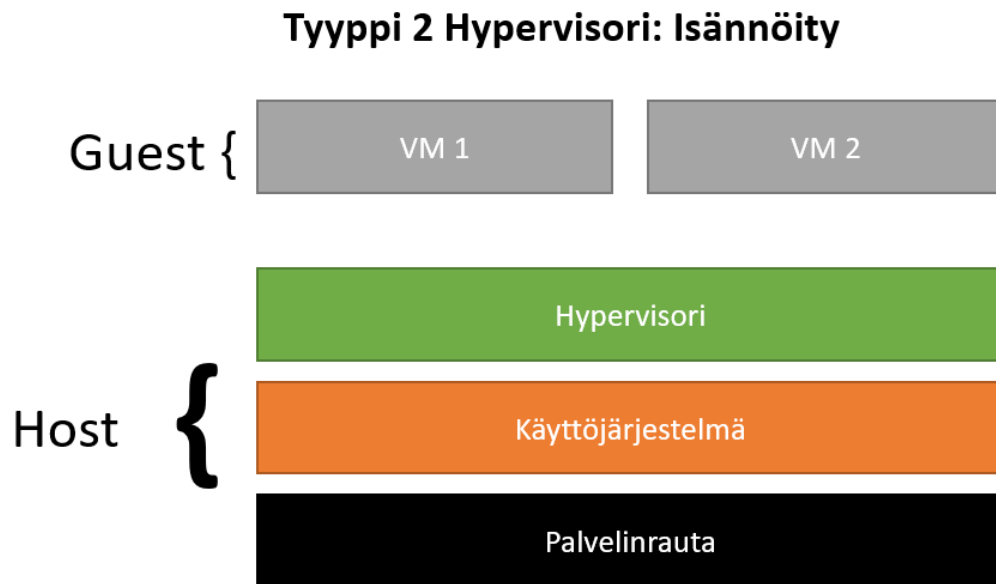 Tyyppi 2 Hypervisori: Isännöity
Guest {
VM 1
VM 2
Hypervisori
Host {
Käyttöjärjestelmä
Palvelinrauta